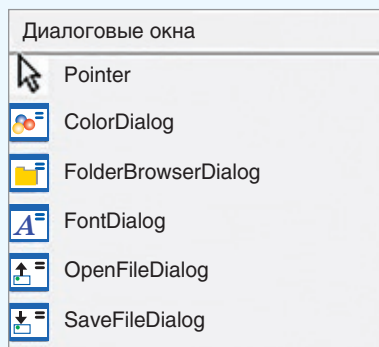 Диалоговые окна
Pointer
ColorDialog
FolderBrowserDialog
FontDialog
OpenFileDialog
SaveFileDialog